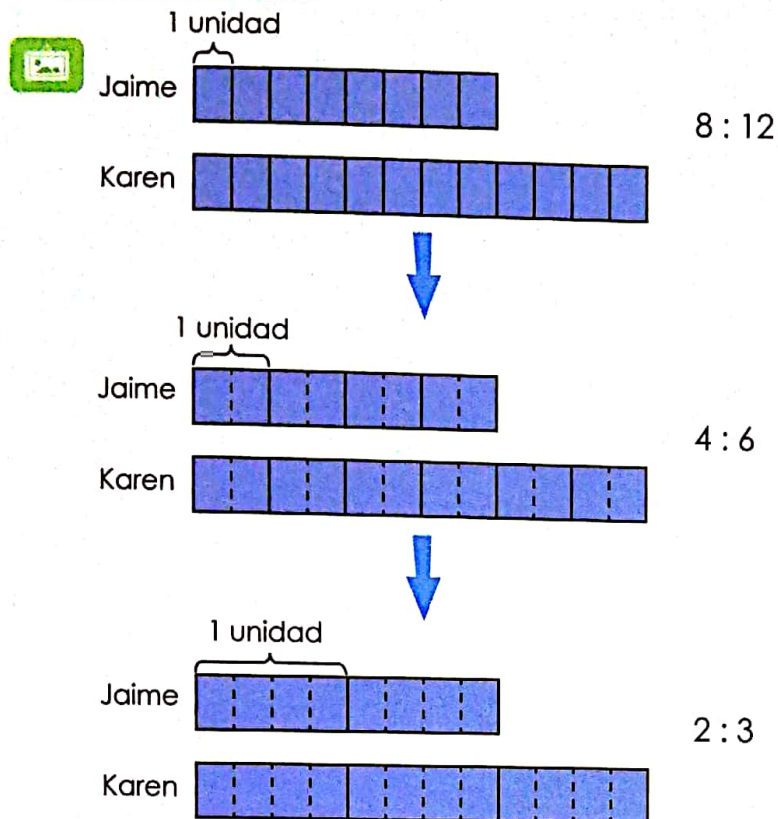 1 unidad
Jaime
8 : 12
Karen
1 unidad
Jaime
4 : 6
Karen
1 unidad
Jaime
2 : 3
Karen